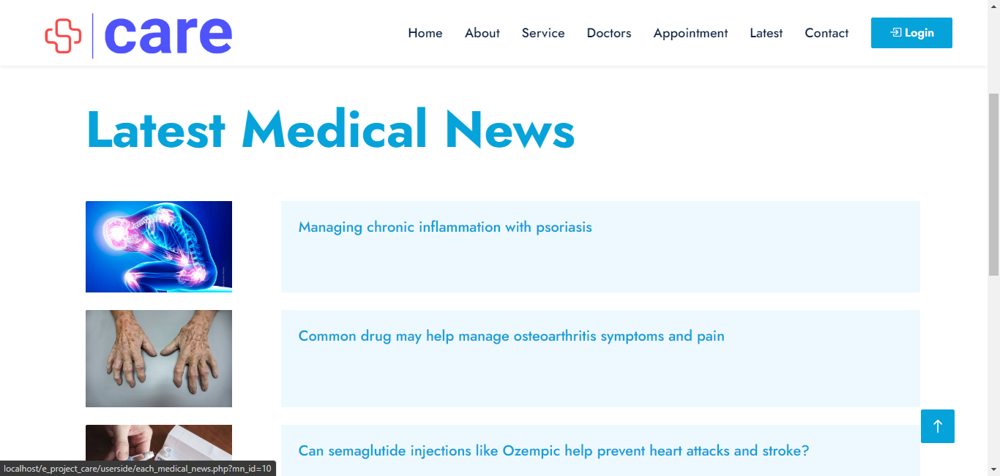 care
Home About Service Doctors Appointment Latest Contact Login
Latest Medical News
Managing chronic inflammation with psoriasis
Common drug may help manage osteoarthritis symptoms and pain
Can semaglutide injections like Ozempic help prevent heart attacks and stroke?
localhost/e_project_care/userside/each_medical_news.php?mn_id=10